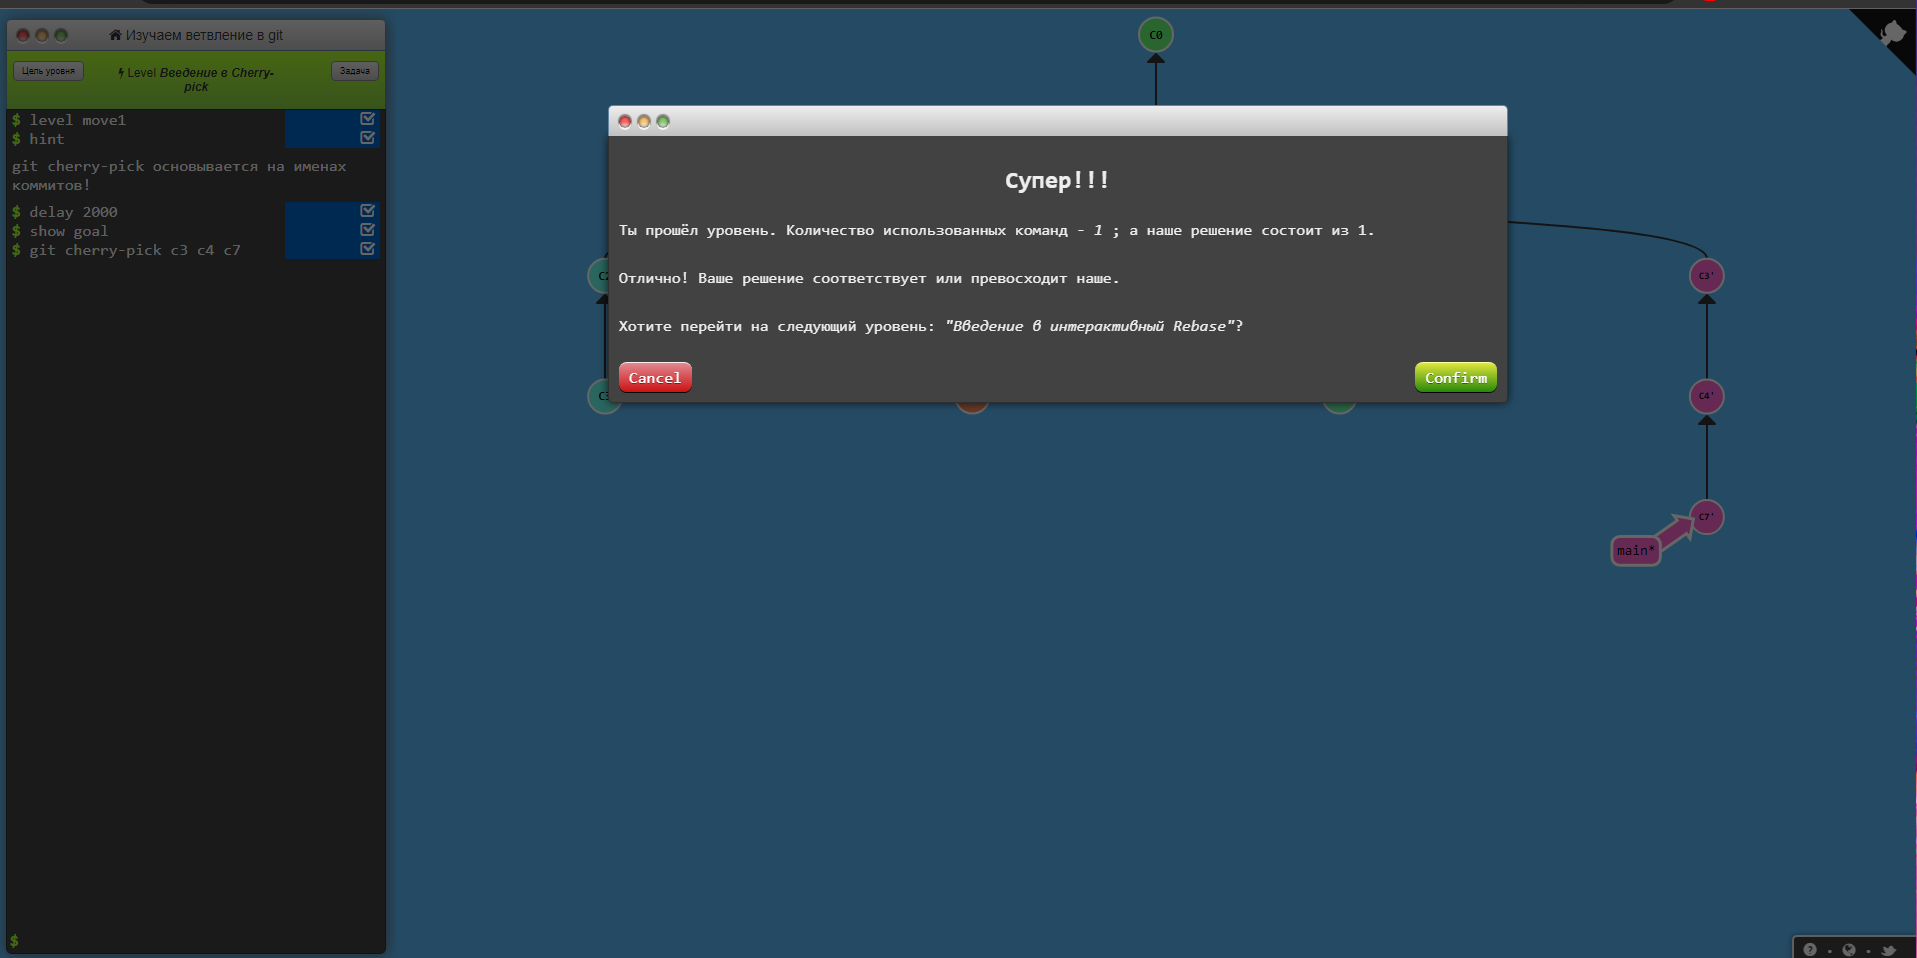 Изучаем ветвление в git
Цель уровня
Level Введение в Cherry-
pick
Задача
$ level move1
$ hint
git cherry-pick основывается на именах
коммитов!
$ delay 2000
$ show goal
$ git cherry-pick c3 c4 c7
$
C0
Супер!!!
Ты прошёл уровень. Количество использованных команд - 1 ; а наше решение состоит из 1.
Отлично! Ваше решение соответствует или превосходит наше.
Хотите перейти на следующий уровень: "Введение в интерактивный Rebase"?
Cancel
Confirm
C3'
C4'
C7'
main*